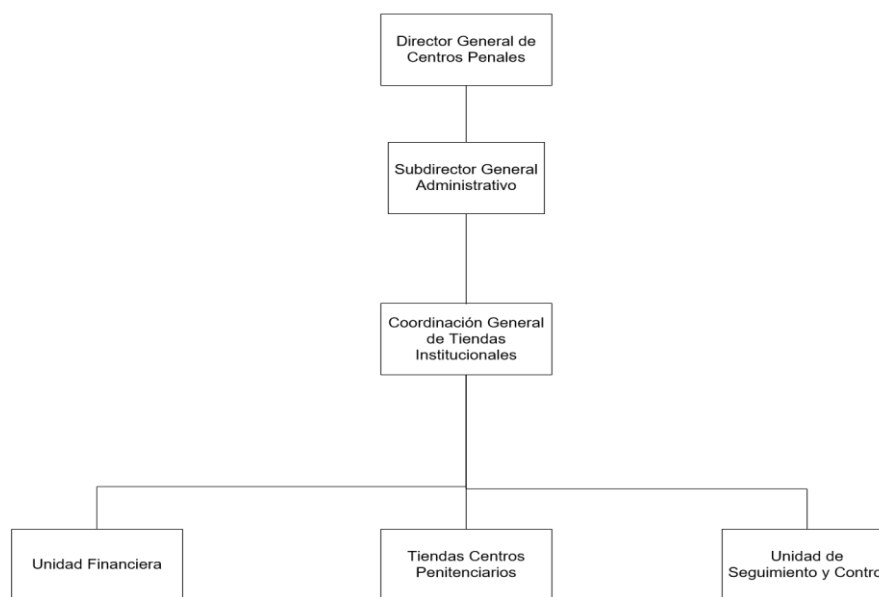 Director General de
Centros Penales
Subdirector General
Administrativo
Coordinación General
de Tiendas
Institucionales
Unidad Financiera
Tiendas Centros
Penitenciarios
Unidad de
Seguimiento y Control